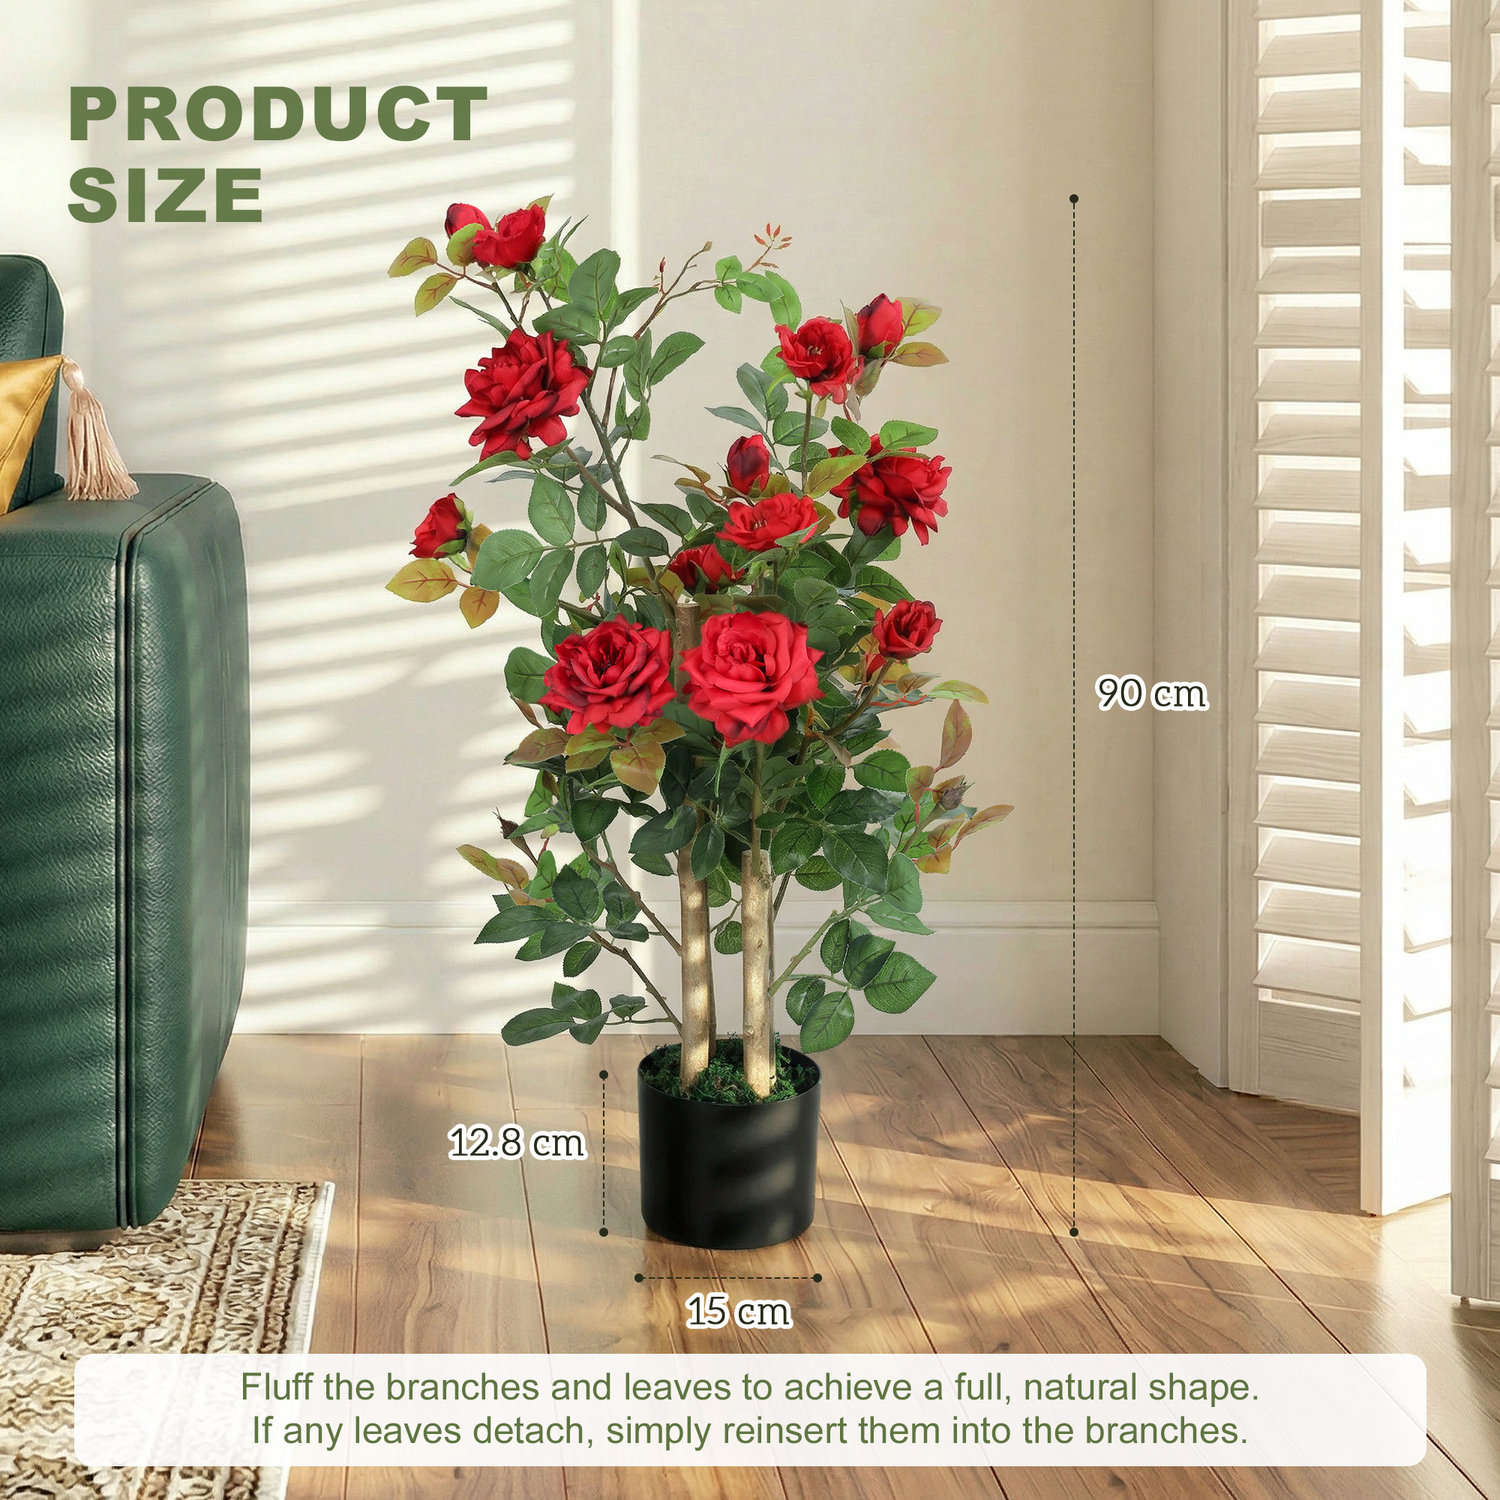 PRODUCT
SIZE
90 cm
12.8 cm
15 cm
Fluff the branches and leaves to achieve a full, natural shape.
If any leaves detach, simply reinsert them into the branches.